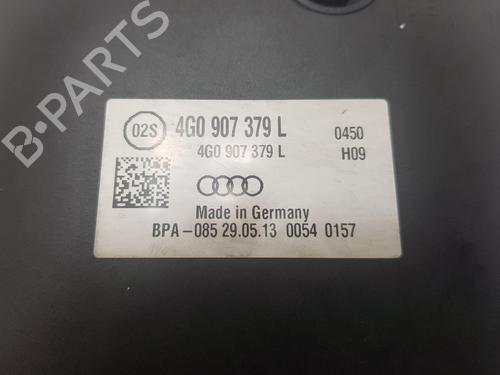 B-PARTS
02S
4G0 907 379 L
0450
4G0 907 379 L
H09
Made in Germany
BPA-085 29.05.13 0054 0157
B-PARTS